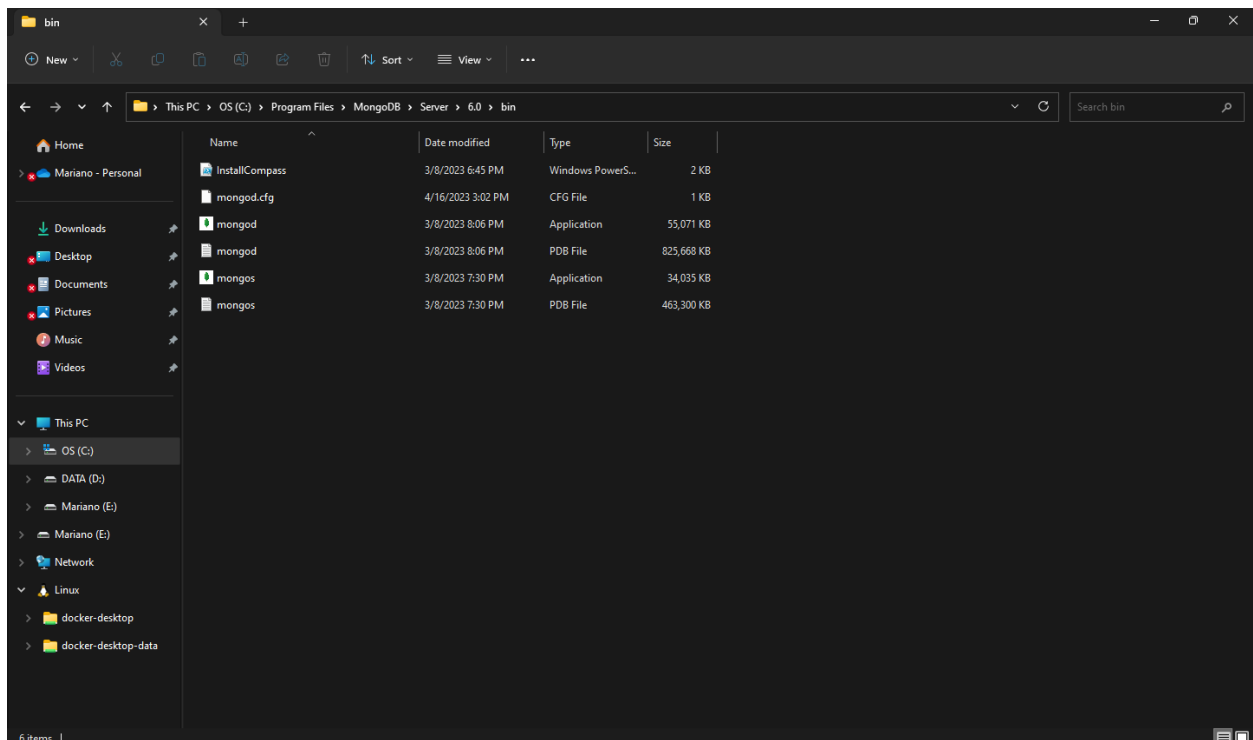 bin
New
Sort
View
This PC > OS (C:) > Program Files > MongoDB > Server > 6.0 > bin
Search bin
Home
Mariano - Personal
Downloads
Desktop
Documents
Pictures
Music
Videos
This PC
OS (C:)
DATA (D:)
Mariano (E:)
Mariano (E:)
Network
Linux
docker-desktop
docker-desktop-data
Name Date modified Type Size
InstallCompass 3/8/2023 6:45 PM Windows PowerS... 2 KB
mongod.cfg 4/16/2023 3:02 PM CFG File 1 KB
mongod 3/8/2023 8:06 PM Application 55,071 KB
mongod 3/8/2023 8:06 PM PDB File 825,668 KB
mongos 3/8/2023 7:30 PM Application 34,035 KB
mongos 3/8/2023 7:30 PM PDB File 463,300 KB
6 items